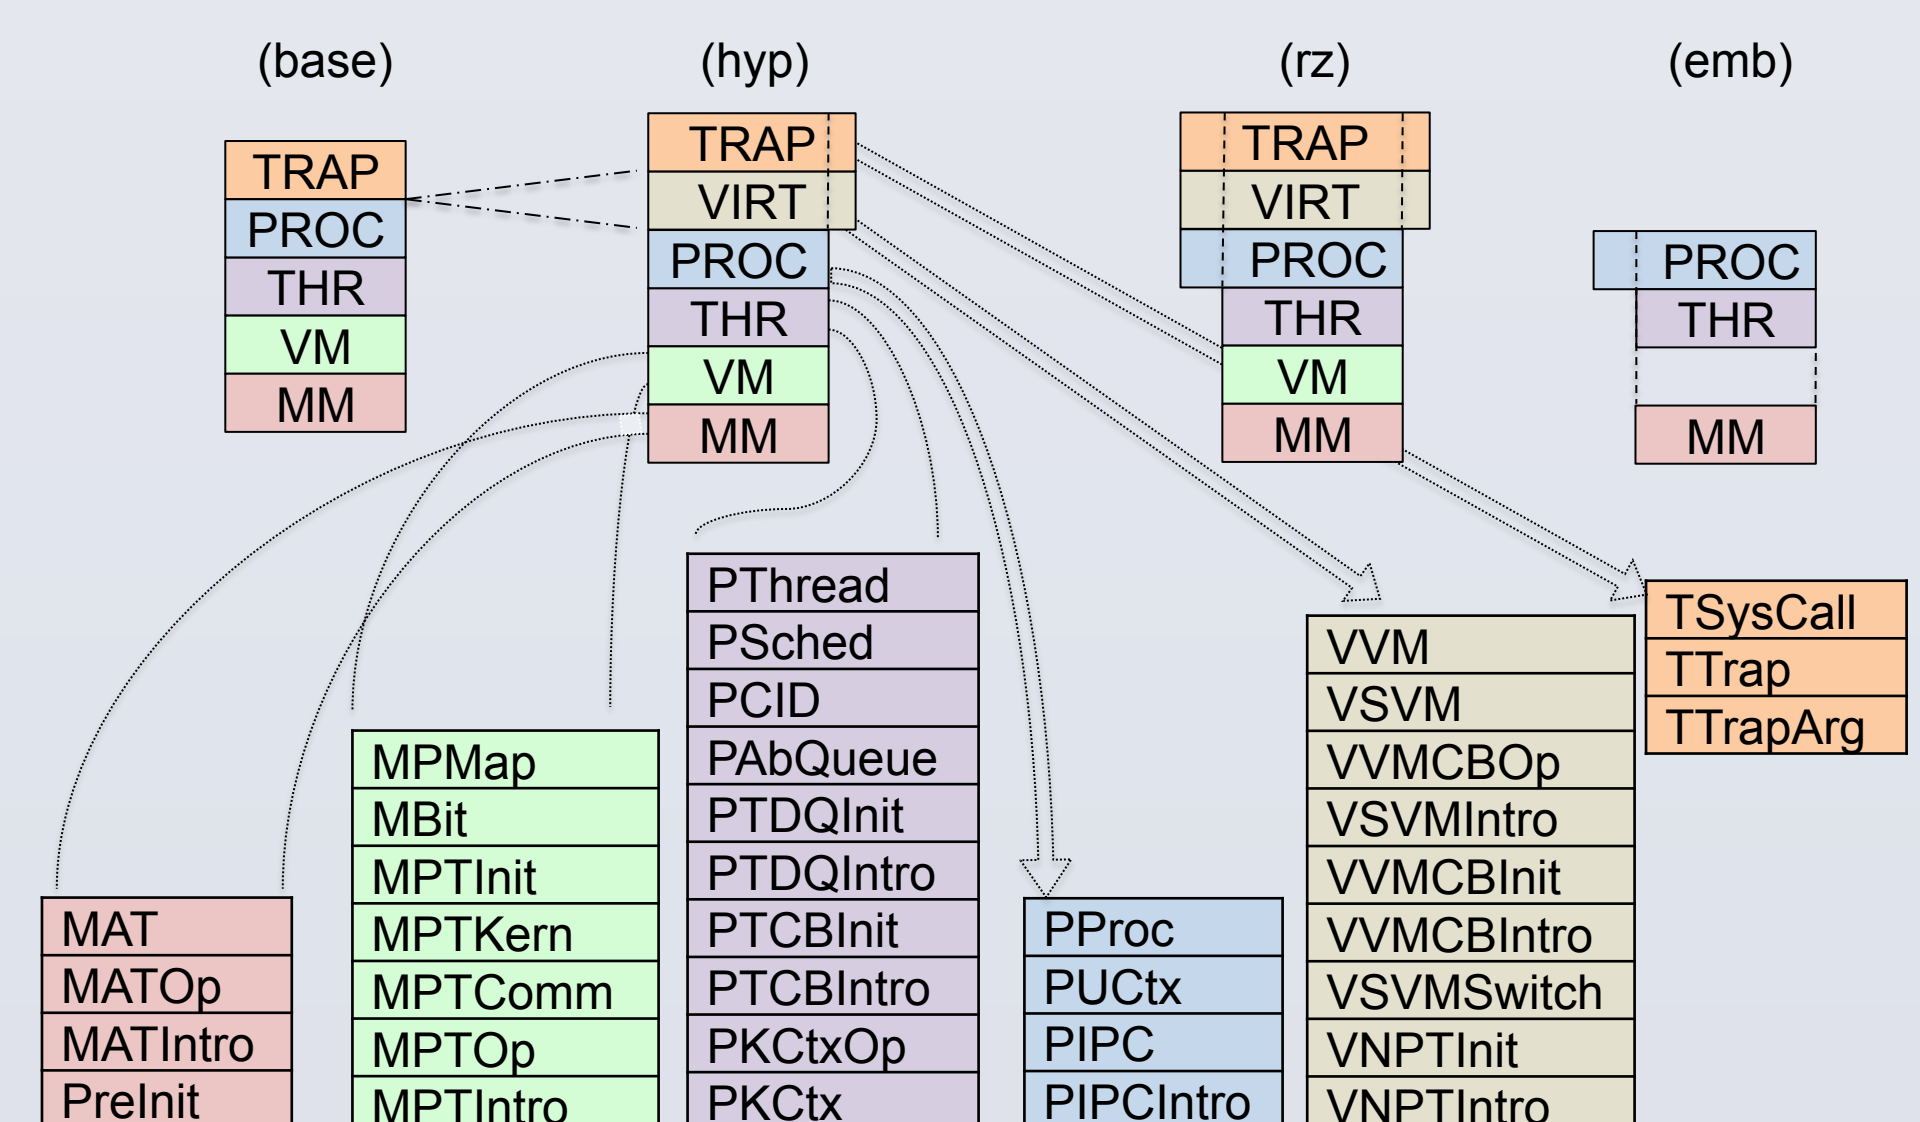 (base)
(hyp)
(rz)
(emb)
TRAP
PROC
THR
VM
MM
TRAP
VIRT
PROC
THR
VM
MM
TRAP
VIRT
PROC
THR
VM
MM
PROC
THR
MM
MAT
MATOp
MATIntro
PreInit
MPMap
MBit
MPTInit
MPTKern
MPTComm
MPTOp
MPTIntro
PThread
PSched
PCID
PAbQueue
PTDQInit
PTDQIntro
PTCBInit
PTCBIntro
PKCtxOp
PKCtx
PProc
PUCtx
PIPC
PIPCIntro
VVM
VSVM
VVMCBOp
VSVMIntro
VVMCBInit
VVMCBIntro
VSVMSwitch
VNPTInit
VNPTIntro
TSysCall
TTrap
TTrapArg